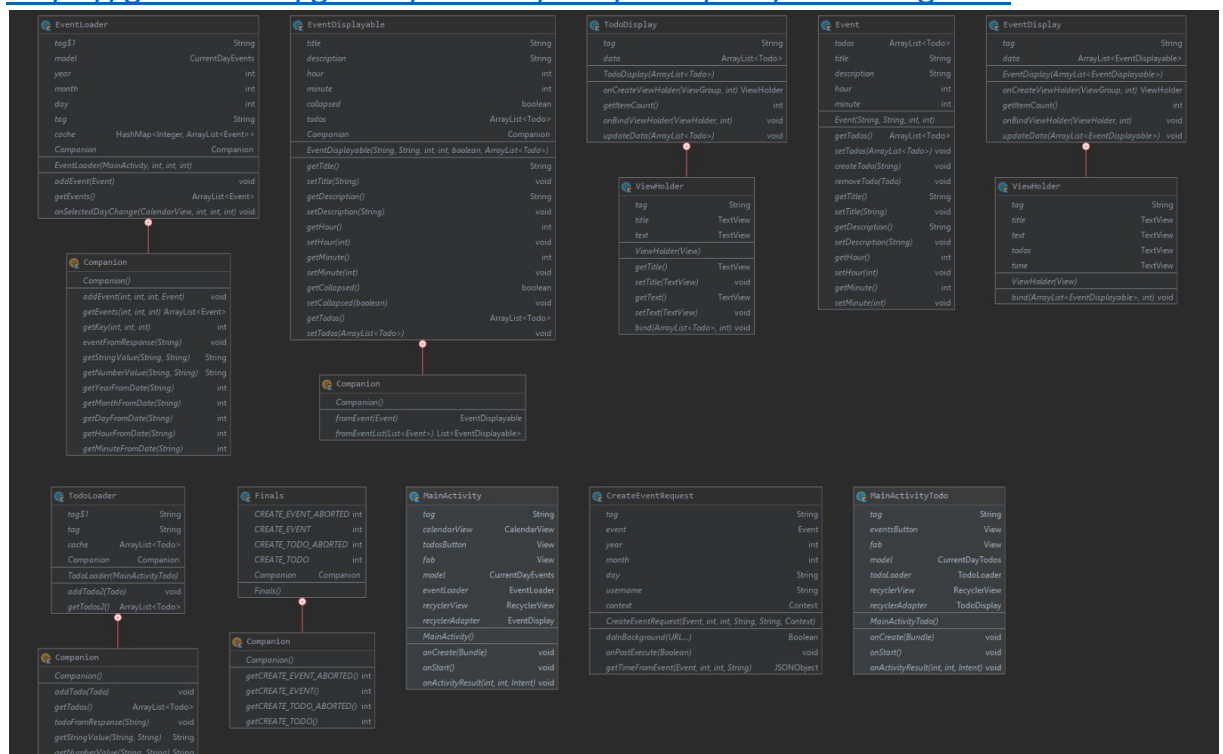 EventLoader
tag$1 String
model CurrentDayEvents
year int
month int
day int
tag String
cache HashMap<Integer, ArrayList<Event>>
Companion Companion
EventLoader(MainActivity, int, int, int)
addEvent(Event) void
getEvents() ArrayList<Event>
onSelectedDayChange(CalendarView, int, int, int) void
Companion
Companion()
addEvent(int, int, int, Event) void
getEvents(int, int, int) ArrayList<Event>
getKey(int, int, int) int
eventFromResponse(String) void
getStringValue(String, String) String
getNumberValue(String, String) String
getYearFromDate(String) int
getMonthFromDate(String) int
getDayFromDate(String) int
getHourFromDate(String) int
getMinuteFromDate(String) int
EventDisplayable
title String
description String
hour int
minute int
collapsed boolean
todos ArrayList<Todo>
Companion Companion
EventDisplayable(String, String, int, int, boolean, ArrayList<Todo>)
getTitle() String
setTitle(String) void
getDescription() String
setDescription(String) void
getHour() int
setHour(int) void
getMinute() int
setMinute(int) void
getCollapsed() boolean
setCollapsed(boolean) void
getTodos() ArrayList<Todo>
setTodos(ArrayList<Todo>) void
Companion
Companion()
fromEvent(Event) EventDisplayable
fromEventList(List<Event>) List<EventDisplayable>
TodoDisplay
tag String
data ArrayList<Todo>
TodoDisplay(ArrayList<Todo>)
onCreateViewHolder(ViewGroup, int) ViewHolder
getItemCount() int
onBindViewHolder(ViewHolder, int) void
updateData(ArrayList<Todo>) void
ViewHolder
tag String
title TextView
text TextView
ViewHolder(View)
getTitle() TextView
setTitle(TextView) void
getText() TextView
setText(TextView) void
bind(ArrayList<Todo>, int) void
Event
todos ArrayList<Todo>
title String
description String
hour int
minute int
Event(String, String, int, int)
getTodos() ArrayList<Todo>
setTodos(ArrayList<Todo>) void
createTodo(String) void
removeTodo(Todo) void
getTitle() String
setTitle(String) void
getDescription() String
setDescription(String) void
getHour() int
setHour(int) void
getMinute() int
setMinute(int) void
EventDisplay
tag String
data ArrayList<EventDisplayable>
EventDisplay(ArrayList<EventDisplayable>)
onCreateViewHolder(ViewGroup, int) ViewHolder
getItemCount() int
onBindViewHolder(ViewHolder, int) void
updateData(ArrayList<EventDisplayable>) void
ViewHolder
tag String
title TextView
text TextView
todos TextView
time TextView
ViewHolder(View)
bind(ArrayList<EventDisplayable>, int) void
TodoLoader
tag$1 String
tag String
cache ArrayList<Todo>
Companion Companion
TodoLoader(MainActivityTodo)
addTodo2(Todo) void
getTodos2() ArrayList<Todo>
Companion
Companion()
addTodo(Todo) void
getTodos() ArrayList<Todo>
todoFromResponse(String) void
getStringValue(String, String) String
getNumberValue(String, String) String
Finals
CREATE_EVENT_ABORTED int
CREATE_EVENT int
CREATE_TODO_ABORTED int
CREATE_TODO int
Companion Companion
Finals()
Companion
Companion()
getCREATE_EVENT_ABORTED() int
getCREATE_EVENT() int
getCREATE_TODO_ABORTED() int
getCREATE_TODO() int
MainActivity
tag String
calendarView CalendarView
todosButton View
fab View
model CurrentDayEvents
eventLoader EventLoader
recyclerView RecyclerView
recyclerAdapter EventDisplay
MainActivity()
onCreate(Bundle) void
onStart() void
onActivityResult(int, int, Intent) void
CreateEventRequest
tag String
event Event
year int
month int
day String
username String
context Context
CreateEventRequest(Event, int, int, String, String, Context)
doInBackground(URL...) Boolean
onPostExecute(Boolean) void
getTimeFromEvent(Event, int, int, String) JSONObject
MainActivityTodo
tag String
eventsButton View
fab View
model CurrentDayTodos
todoLoader TodoLoader
recyclerView RecyclerView
recyclerAdapter TodoDisplay
MainActivityTodo()
onCreate(Bundle) void
onStart() void
onActivityResult(int, int, Intent) void